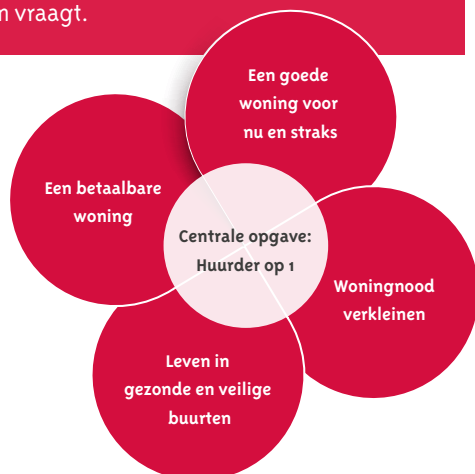 vraagt.
Een goede
woning voor
nu en straks
Een betaalbare
woning
Centrale opgave:
Huurder op 1
Woningnood
verkleinen
Leven in
gezonde en veilige
buurten